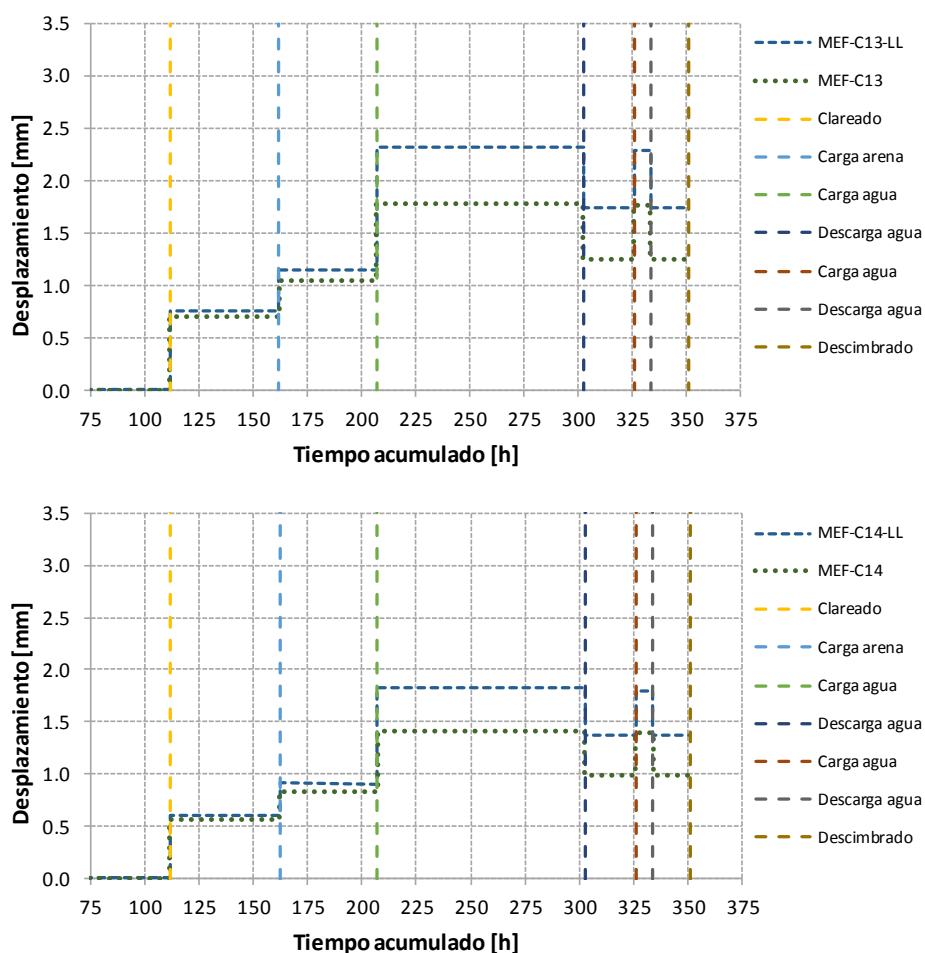 3.5
3.0
2.5
2.0
1.5
1.0
0.5
0.0
Desplazamiento [mm]
75 100 125 150 175 200 225 250 275 300 325 350 375
Tiempo acumulado [h]
MEF-C13-LL
MEF-C13
Clareado
Carga arena
Carga agua
Descarga agua
Carga agua
Descarga agua
Descimbrado
3.5
3.0
2.5
2.0
1.5
1.0
0.5
0.0
Desplazamiento [mm]
75 100 125 150 175 200 225 250 275 300 325 350 375
Tiempo acumulado [h]
MEF-C14-LL
MEF-C14
Clareado
Carga arena
Carga agua
Descarga agua
Carga agua
Descarga agua
Descimbrado